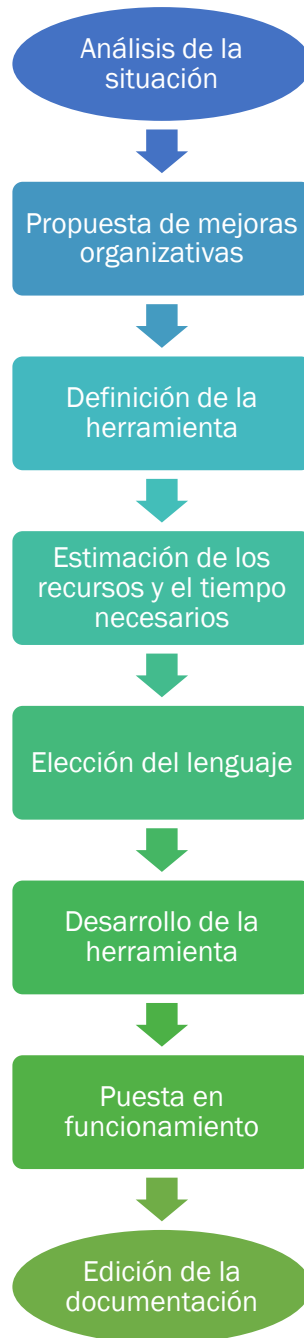 Análisis de la
situación
Propuesta de mejoras
organizativas
Definición de la
herramienta
Estimación de los
recursos y el tiempo
necesarios
Elección del lenguaje
Desarrollo de la
herramienta
Puesta en
funcionamiento
Edición de la
documentación